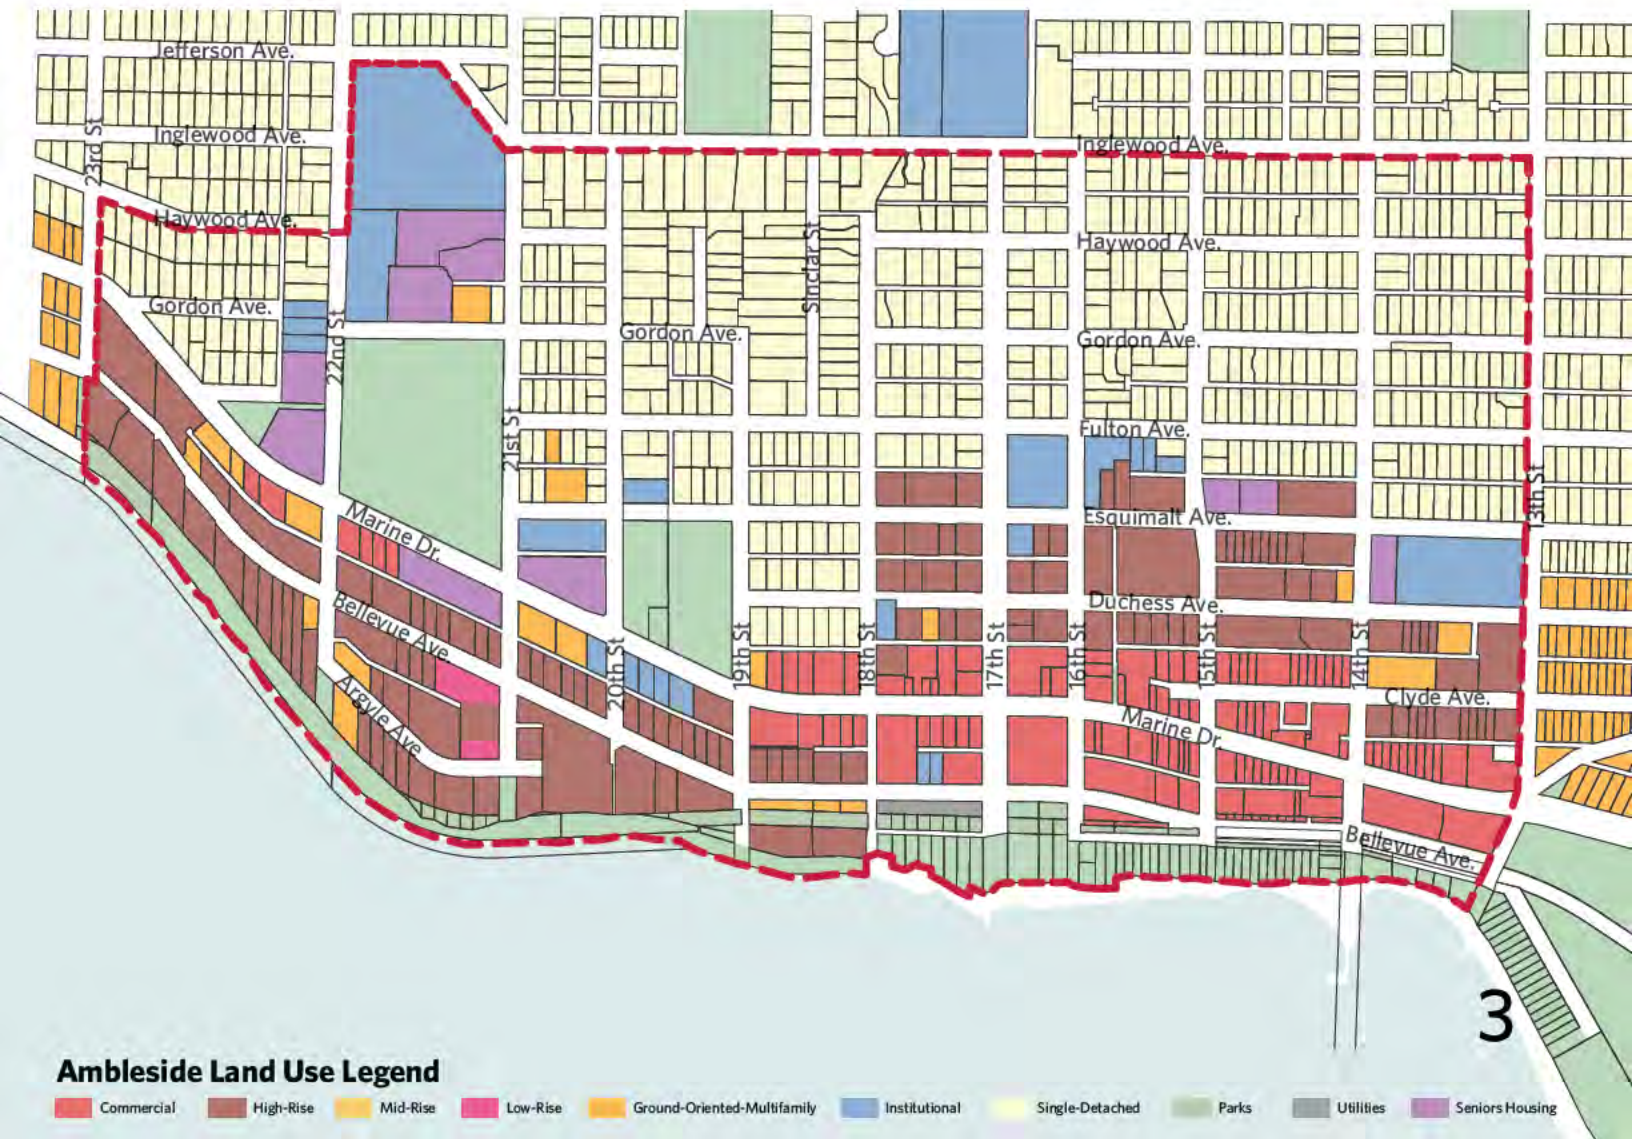 Jefferson Ave.
Inglewood Ave.
Inglewood Ave.
23rd St
Haywood Ave.
Haywood Ave.
Sinclair St
Gordon Ave.
22nd St
Gordon Ave.
Gordon Ave.
21st St
Fulton Ave.
13th St
Marine Dr.
Esquimalt Ave.
Bellevue Ave.
Duchess Ave.
20th St
19th St
18th St
17th St
16th St
15th St
14th St
Argyle Ave.
Clyde Ave.
Marine Dr.
Bellevue Ave.
3
Ambleside Land Use Legend
Commercial High-Rise Mid-Rise Low-Rise Ground-Oriented-Multifamily Institutional Single-Detached Parks Utilities Seniors Housing